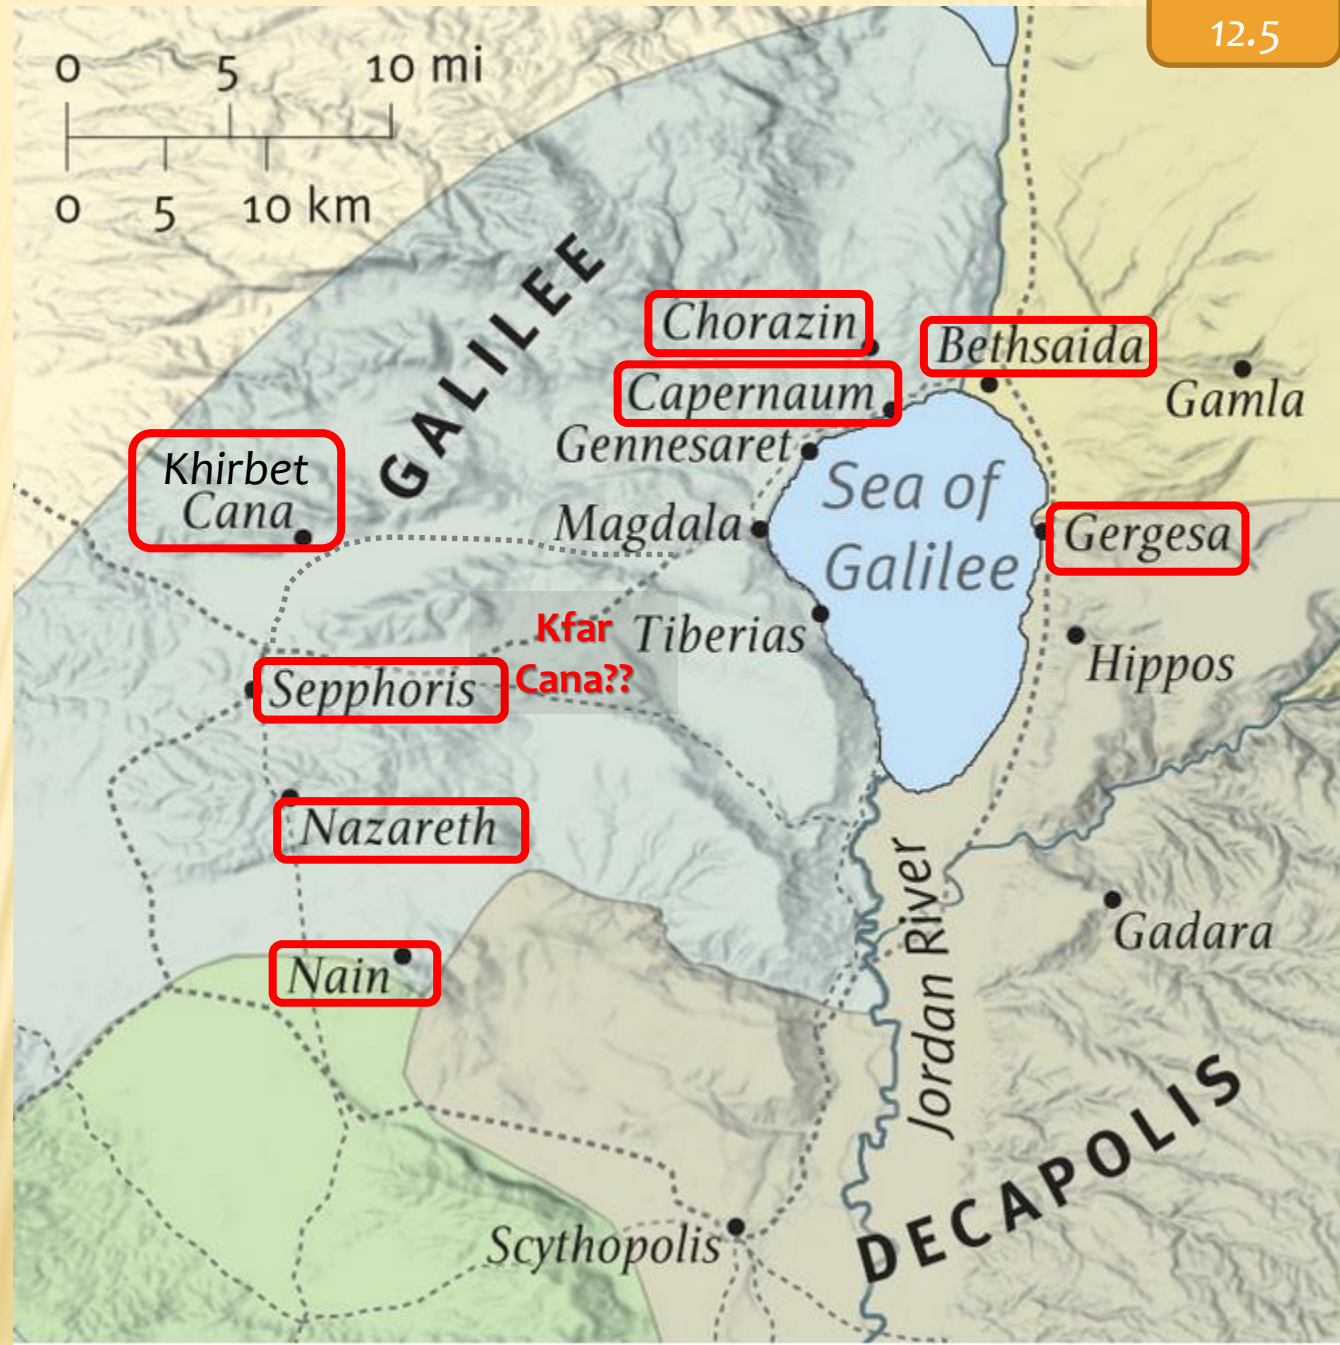 12.5
0 5 10 mi
0 5 10 km
GALILEE
Chorazin
Bethsaida
Capernaum
Gamla
Gennesaret
Khirbet
Cana
Sea of
Galilee
Magdala
Gergesa
Kfar
Cana??
Tiberias
Hippos
Sepphoris
Nazareth
Jordan River
Gadara
Nain
DECAPOLIS
Scythopolis